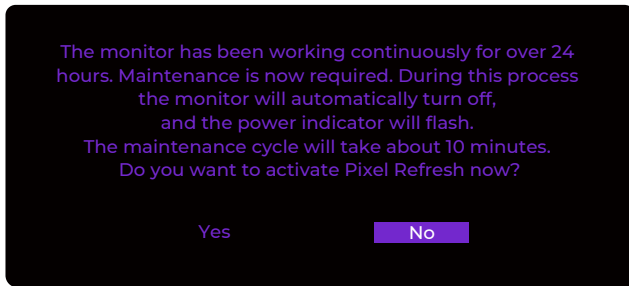 The monitor has been working continuously for over 24
hours. Maintenance is now required. During this process
the monitor will automatically turn off,
and the power indicator will flash.
The maintenance cycle will take about 10 minutes.
Do you want to activate Pixel Refresh now?
Yes No